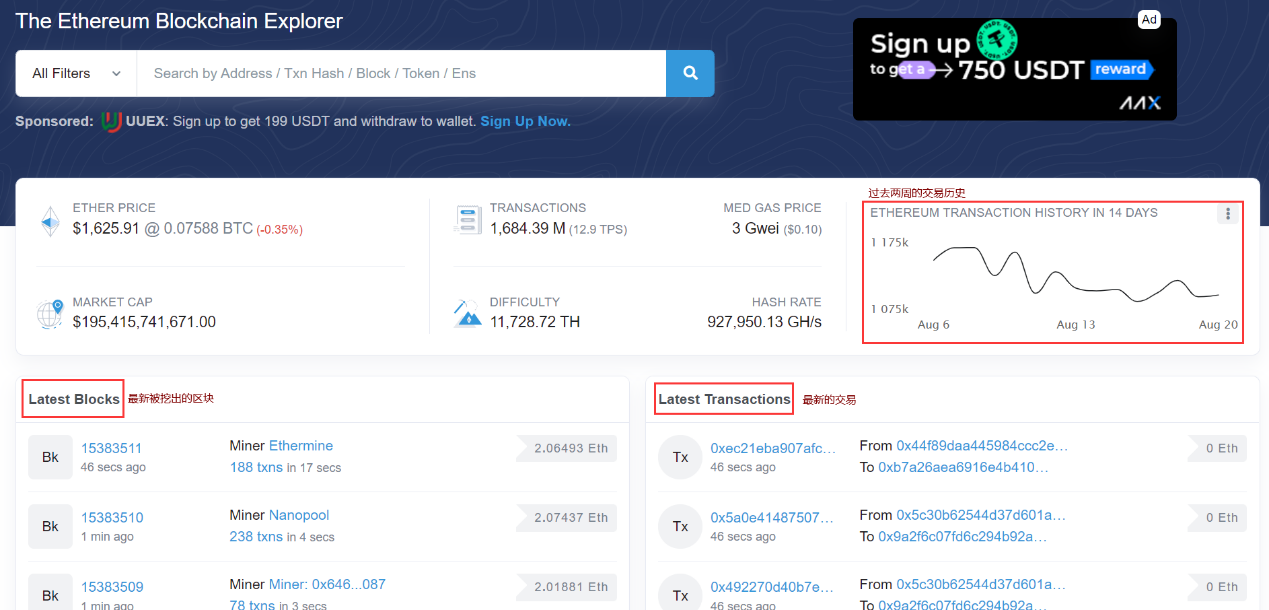 The Ethereum Blockchain Explorer
Ad
Sign up
to get a → 750 USDT reward
AAX
All Filters
Search by Address / Txn Hash / Block / Token / Ens
Sponsored: UUEX: Sign up to get 199 USDT and withdraw to wallet. Sign Up Now.
ETHER PRICE
$1,625.91 @ 0.07588 BTC (-0.35%)
MARKET CAP
$195,415,741,671.00
TRANSACTIONS
1,684.39 M (12.9 TPS)
MED GAS PRICE
3 Gwei ($0.10)
DIFFICULTY
11,728.72 TH
HASH RATE
927,950.13 GH/s
过去两周的交易历史
ETHEREUM TRANSACTION HISTORY IN 14 DAYS
1 175k
1 075k
Aug 6 Aug 13 Aug 20
Latest Blocks 最新被挖出的区块
Bk
15383511
46 secs ago
Miner Ethermine
188 txns in 17 secs
2.06493 Eth
Bk
15383510
1 min ago
Miner Nanopool
238 txns in 4 secs
2.07437 Eth
Bk
15383509
1 min ago
Miner Miner: 0x646...087
78 txns in 3 secs
2.01881 Eth
Latest Transactions 最新的交易
Tx
0xec21eba907afc...
46 secs ago
From 0x44f89daa445984ccc2e...
To 0xb7a26aea6916e4b410...
0 Eth
Tx
0x5a0e41487507...
46 secs ago
From 0x5c30b62544d37d601a...
To 0x9a2f6c07fd6c294b92a...
0 Eth
Tx
0x492270d40b7e...
46 secs ago
From 0x5c30b62544d37d601a...
To 0x9a2f6c07fd6c294b92a...
0 Eth